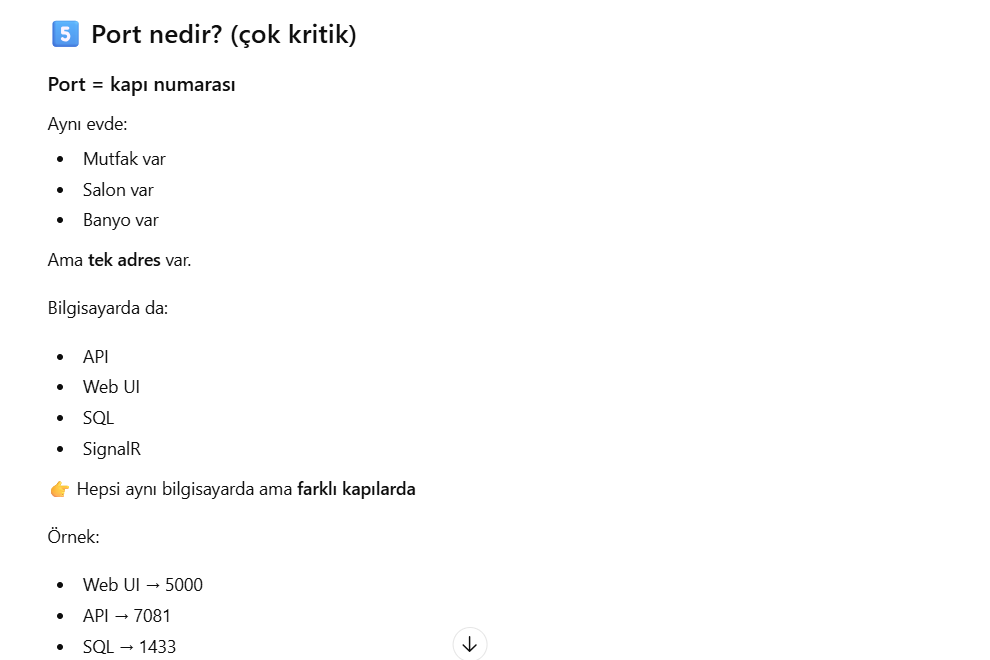 5 Port nedir? (çok kritik)
Port = kapı numarası
Aynı evde:
• Mutfak var
• Salon var
• Banyo var
Ama tek adres var.
Bilgisayarda da:
• API
• Web UI
• SQL
• SignalR
👉 Hepsi aynı bilgisayarda ama farklı kapılarda
Örnek:
• Web UI → 5000
• API → 7081
• SQL → 1433